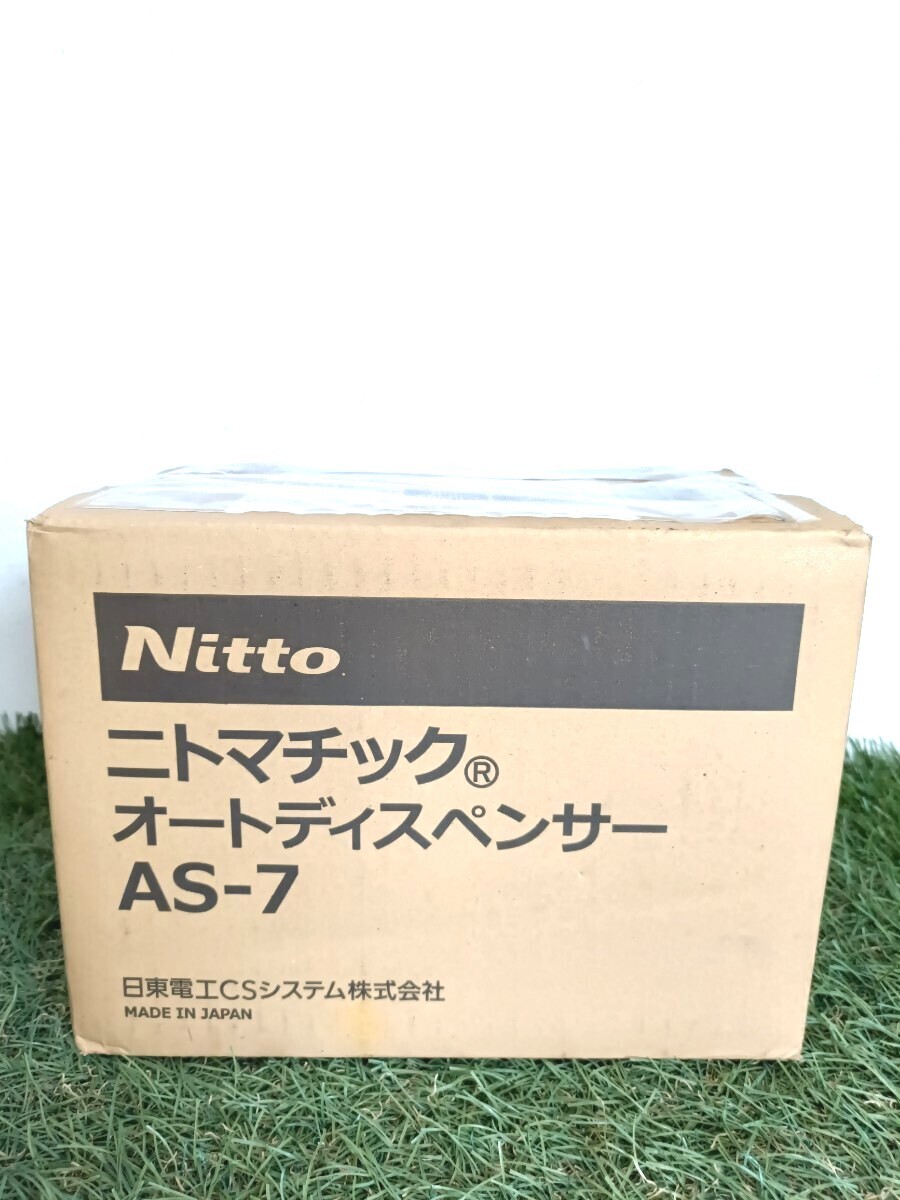 Nitto
ニトマチック®
オートディスペンサー
AS-7
日東電工CSシステム株式会社
MADE IN JAPAN